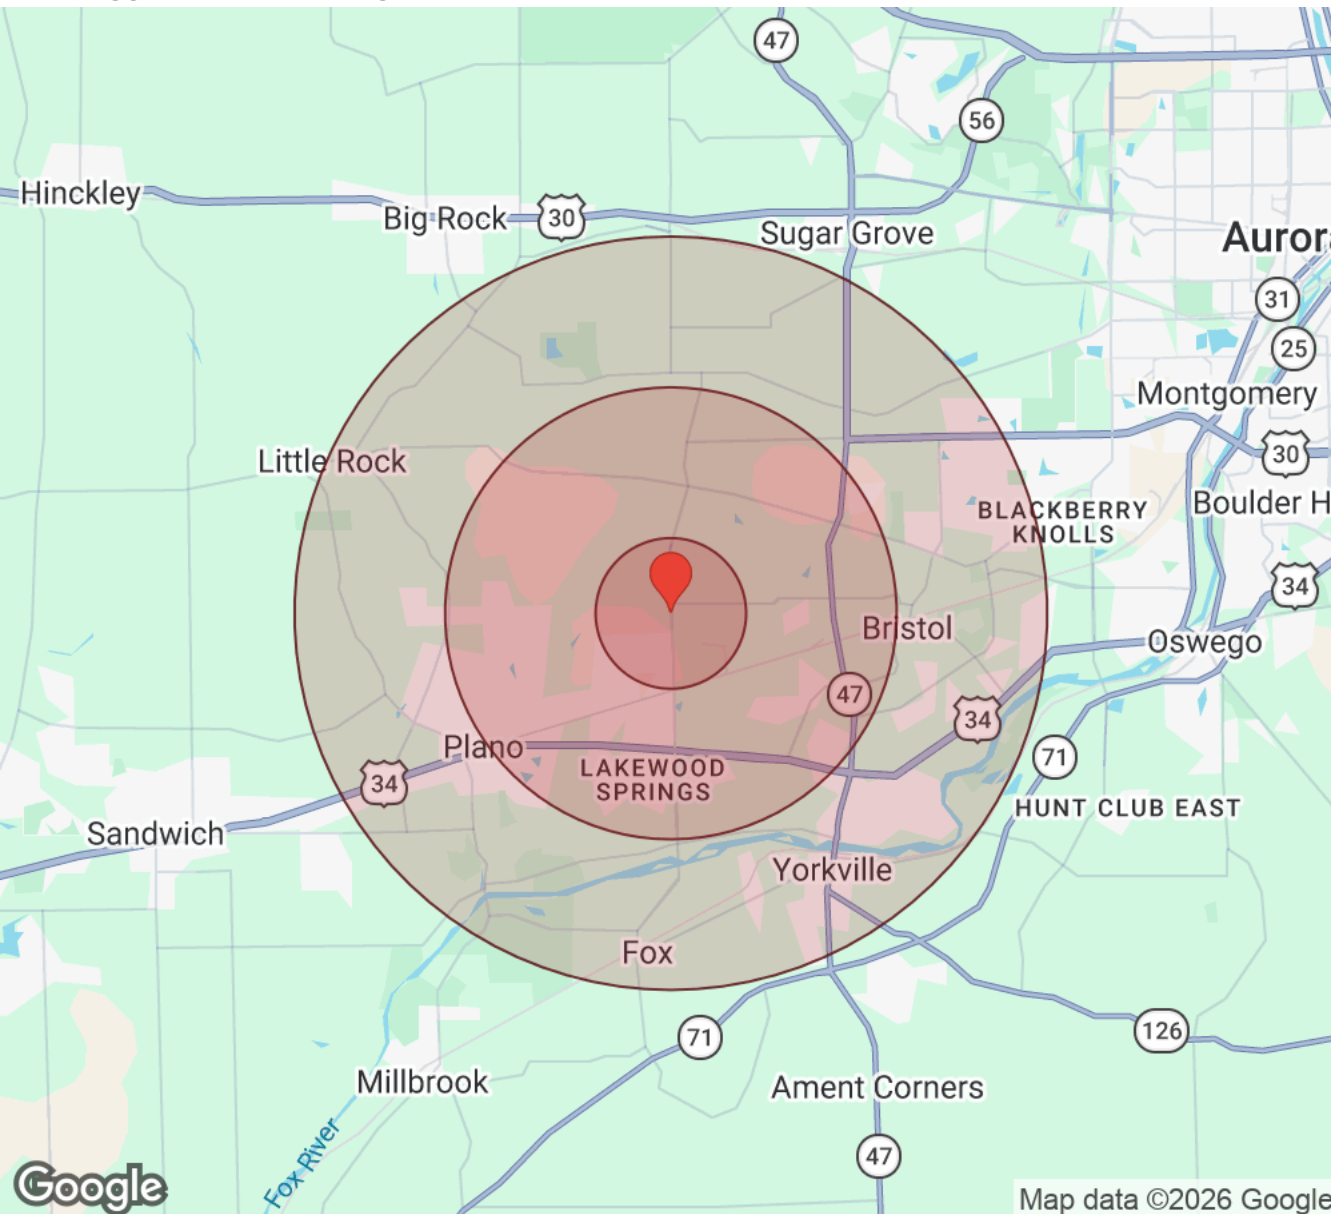 47
56
Hinckley
Big Rock
30
Sugar Grove
Auror
31
25
Montgomery
Little Rock
30
Boulder H
BLACKBERRY
KNOLLS
34
Bristol
Oswego
47
34
Plano
71
LAKEWOOD
SPRINGS
34
HUNT CLUB EAST
Sandwich
Yorkville
Fox
126
71
Millbrook
Ament Corners
Fox River
47
Google
Map data ©2026 Google